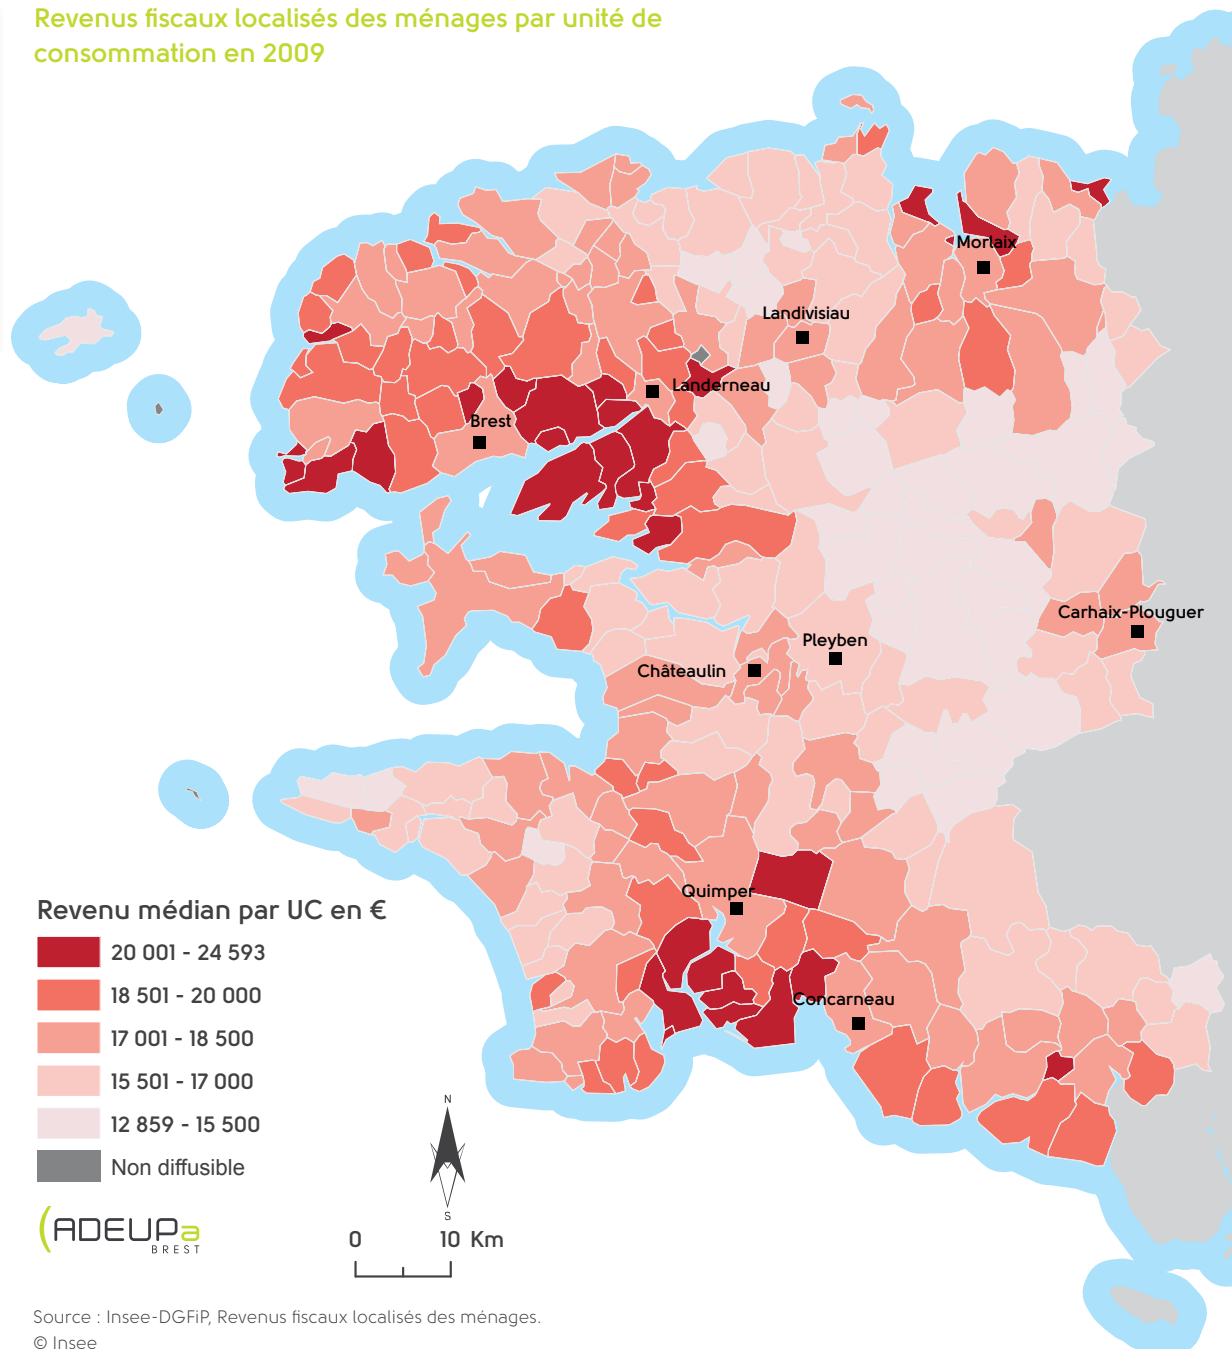 Revenus fiscaux localisés des ménages par unité de
consommation en 2009
Morlaix
Landivisiau
Landerneau
Brest
Carhaix-Plouguer
Pleyben
Châteaulin
Quimper
Concarneau
Revenu médian par UC en €
20 001 - 24 593
18 501 - 20 000
17 001 - 18 500
15 501 - 17 000
12 859 - 15 500
Non diffusible
N
S
ADEUPa
BREST
0 10 Km
Source : Insee-DGFiP, Revenus fiscaux localisés des ménages.
© Insee